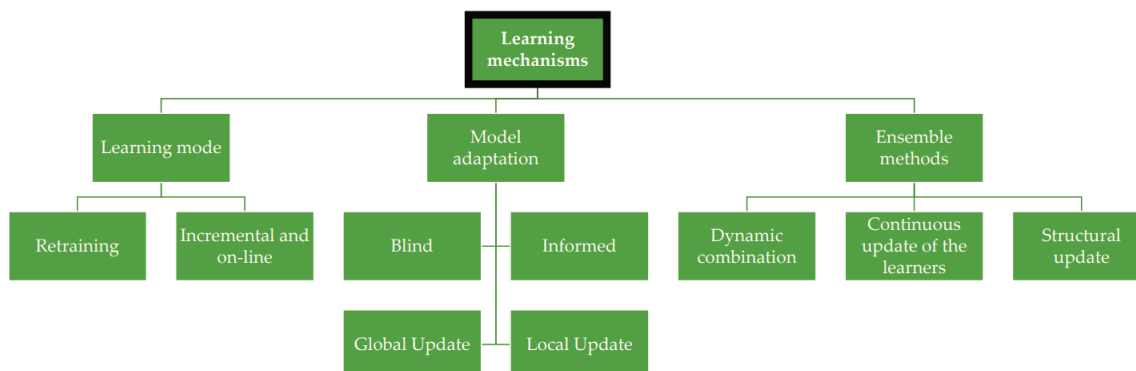 Learning
mechanisms
Learning mode
Model
adaptation
Ensemble
methods
Retraining
Incremental and
on-line
Blind
Informed
Dynamic
combination
Continuous
update of the
learners
Structural
update
Global Update
Local Update